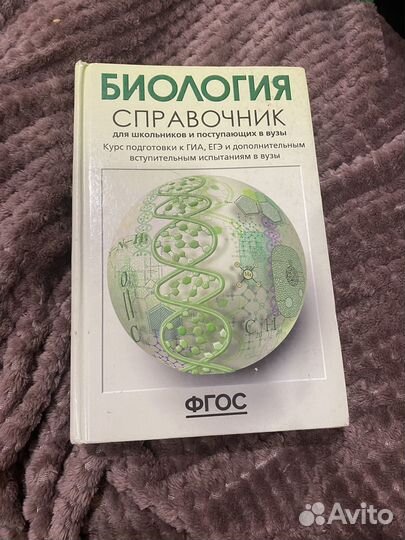 БИОЛОГИЯ
СПРАВОЧНИК
для школьников и поступающих в вузы
Курс подготовки к ГИА, ЕГЭ и дополнительным
вступительным испытаниям в вузы
C H
C
ФГОС
Avito